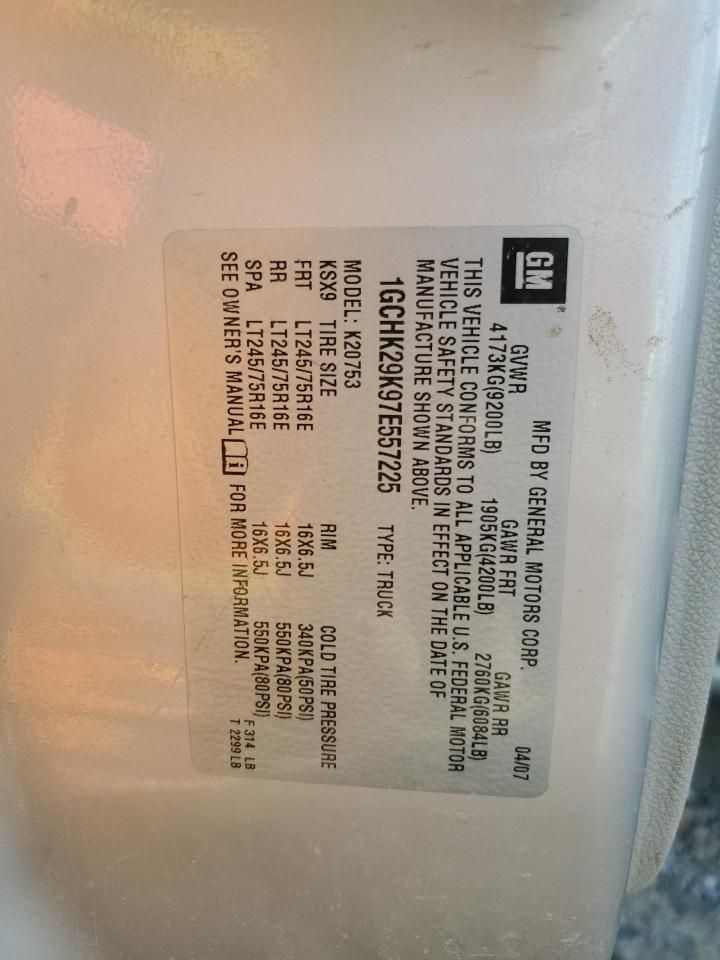 GM®
MFD BY GENERAL MOTORS CORP. 04/07
GVWR GAWR FRT GAWR RR
4173KG(9200LB) 1905KG(4200LB) 2760KG(6084LB)
THIS VEHICLE CONFORMS TO ALL APPLICABLE U.S. FEDERAL MOTOR
VEHICLE SAFETY STANDARDS IN EFFECT ON THE DATE OF
MANUFACTURE SHOWN ABOVE.
1GCHK29K97E557225 TYPE: TRUCK
MODEL: K20753
KSX9 TIRE SIZE RIM COLD TIRE PRESSURE
FRT LT245/75R16E 16X6.5J 340KPA(50PSI)
RR LT245/75R16E 16X6.5J 550KPA(80PSI)
SPA LT245/75R16E 16X6.5J 550KPA(80PSI) F 314 LB
SEE OWNER'S MANUAL FOR MORE INFORMATION. T 2299 LB